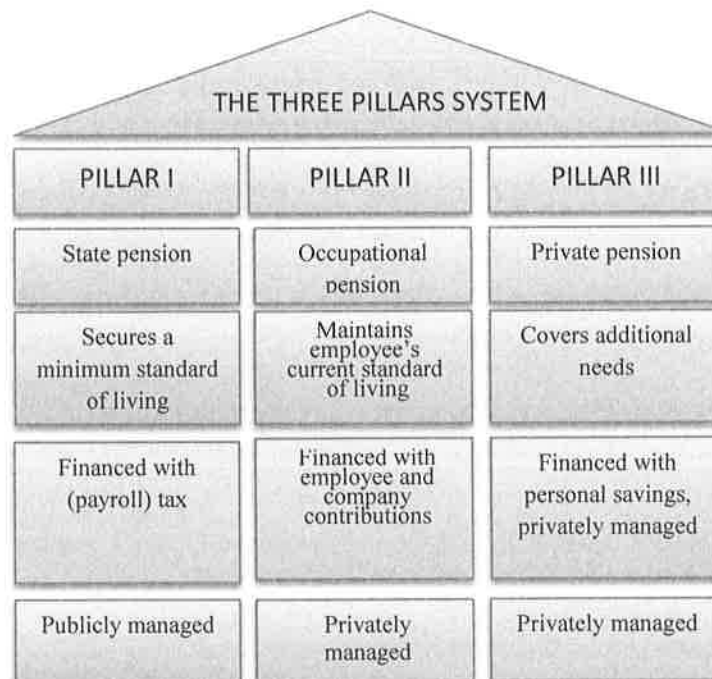 THE THREE PILLARS SYSTEM
PILLAR I
PILLAR II
PILLAR III
State pension
Occupational
pension
Private pension
Secures a
minimum standard
of living
Maintains
employee's
current standard
of living
Covers additional
needs
Financed with
(payroll) tax
Financed with
employee and
company
contributions
Financed with
personal savings,
privately managed
Publicly managed
Privately
managed
Privately managed